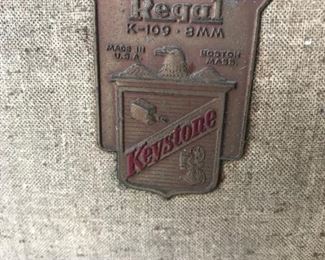 Regal
K-109 · 8MM
MADE IN BOSTON
U.S.A. MASS.
Keystone